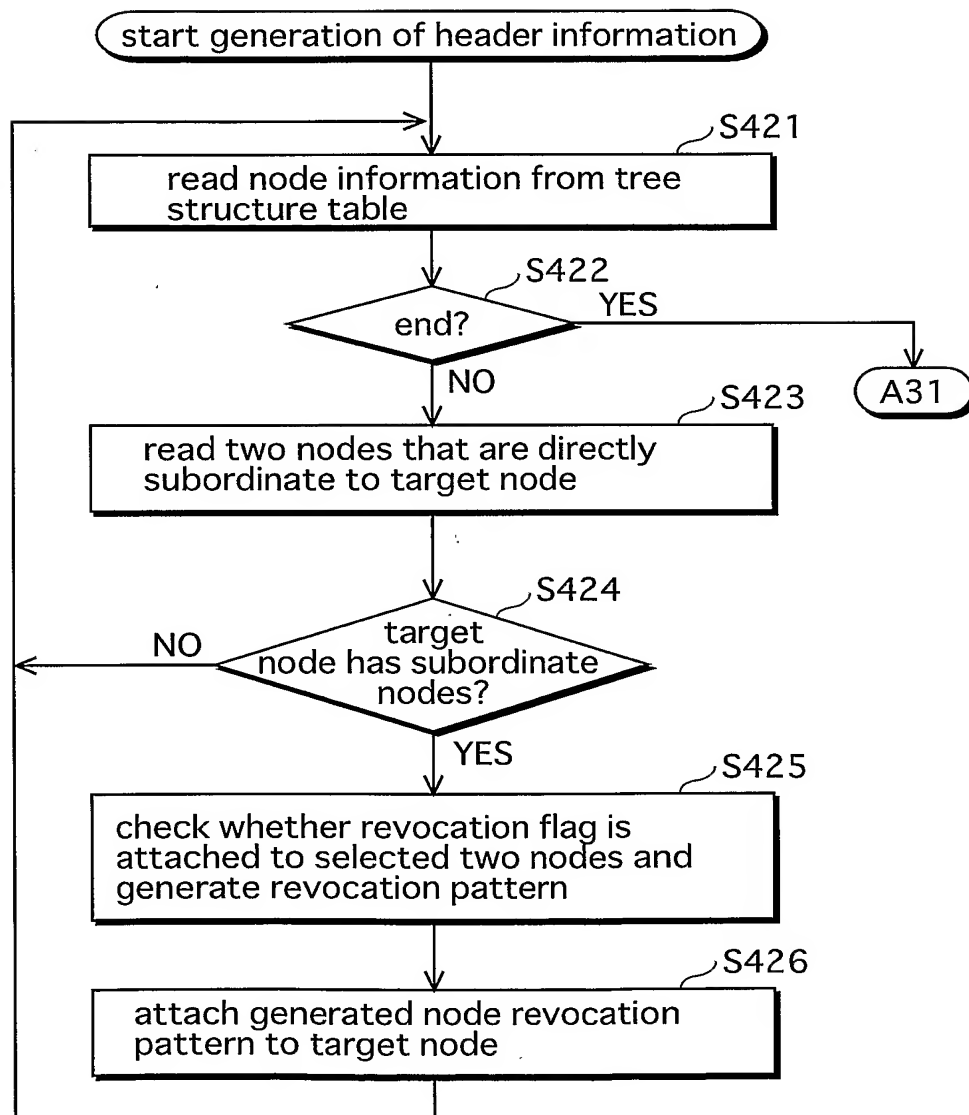 start generation of header information
S421
read node information from tree
structure table
S422
end?
YES
NO
A31
S423
read two nodes that are directly
subordinate to target node
S424
target
node has subordinate
nodes?
NO
YES
S425
check whether revocation flag is
attached to selected two nodes and
generate revocation pattern
S426
attach generated node revocation
pattern to target node